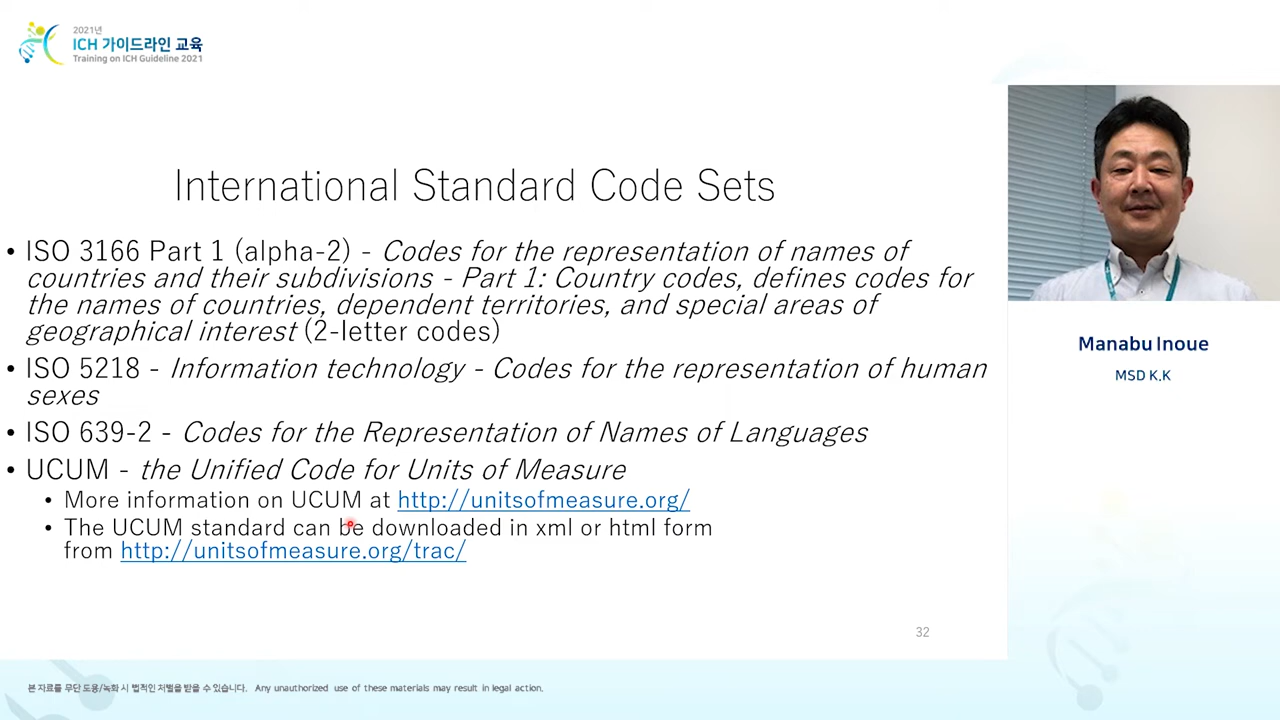 2021년
ICH 가이드라인 교육
Training on ICH Guideline 2021
International Standard Code Sets
• ISO 3166 Part 1 (alpha-2) - Codes for the representation of names of
countries and their subdivisions - Part 1: Country codes, defines codes for
the names of countries, dependent territories, and special areas of
geographical interest (2-letter codes)
• ISO 5218 - Information technology - Codes for the representation of human
sexes
• ISO 639-2 - Codes for the Representation of Names of Languages
• UCUM - the Unified Code for Units of Measure
• More information on UCUM at http://unitsofmeasure.org/
• The UCUM standard can be downloaded in xml or html form
from http://unitsofmeasure.org/trac/
32
Manabu Inoue
MSD K.K
본 자료를 무단 도용/녹화 시 법적인 처벌을 받을 수 있습니다. Any unauthorized use of these materials may result in legal action.